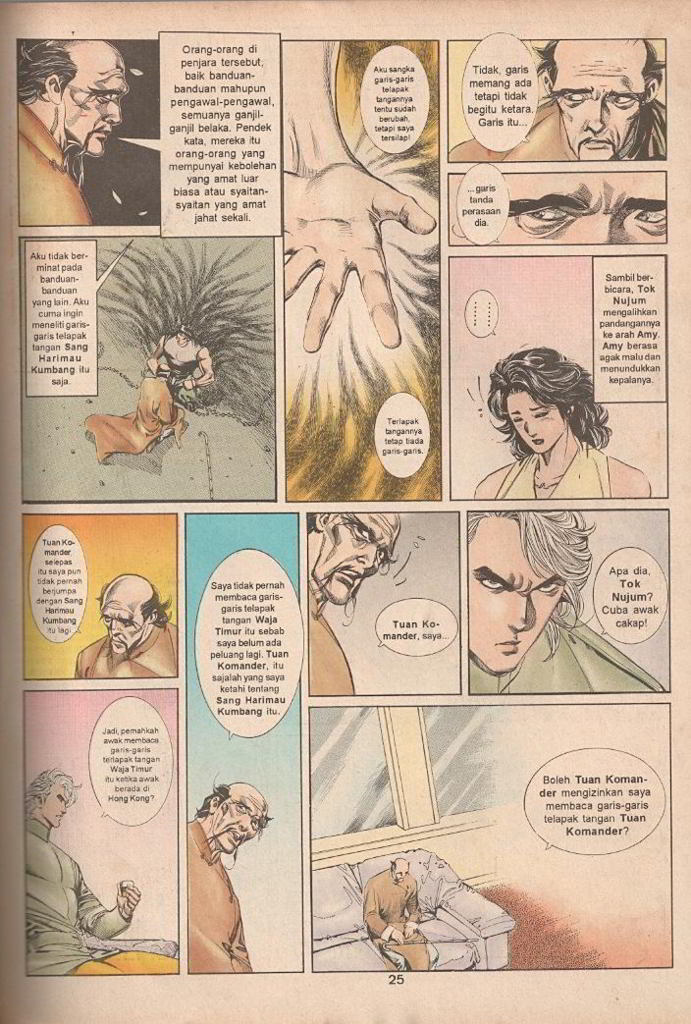 Orang-orang di
penjara tersebut,
baik banduan-
banduan mahupun
pengawal-pengawal,
semuanya ganjil-
ganjil belaka. Pendek
kata, mereka itu
orang-orang yang
mempunyai kebolehan
yang amat luar
biasa atau syaitan-
syaitan yang amat
jahat sekali.
Aku tidak ber-
minat pada
banduan-
banduan
yang lain. Aku
cuma ingin
meneliti garis-
garis telapak
tangan Sang
Harimau
Kumbang itu
saja.
Aku sangka
garis-garis
telapak
tangannya
tentu sudah
berubah,
tetapi saya
tersilap!
Terlapak
tangannya
tetap tiada
garis-garis.
Tidak, garis
memang ada
tetapi tidak
begitu ketara.
Garis itu...
...garis
tanda
perasaan
dia.
Sambil ber-
bicara, Tok
Nujum
mengalihkan
pandangannya
ke arah Amy.
Amy berasa
agak malu dan
menundukkan
kepalanya.
Tuan Ko-
mander,
selepas
itu saya pun
tidak pernah
berjumpa
dengan Sang
Harimau
Kumbang
itu lagi.
Jadi, pernahkah
awak membaca
garis-garis
telapak tangan
Waja Timur
itu ketika awak
berada di
Hong Kong?
Saya tidak pernah
membaca garis-
garis telapak
tangan Waja
Timur itu sebab
saya belum ada
peluang lagi. Tuan
Komander, itu
sajalah yang saya
ketahi tentang
Sang Harimau
Kumbang itu.
Tuan Ko-
mander, saya...
Apa dia,
Tok
Nujum?
Cuba awak
cakap!
Boleh Tuan Koman-
der mengizinkan saya
membaca garis-garis
telapak tangan Tuan
Komander?
25